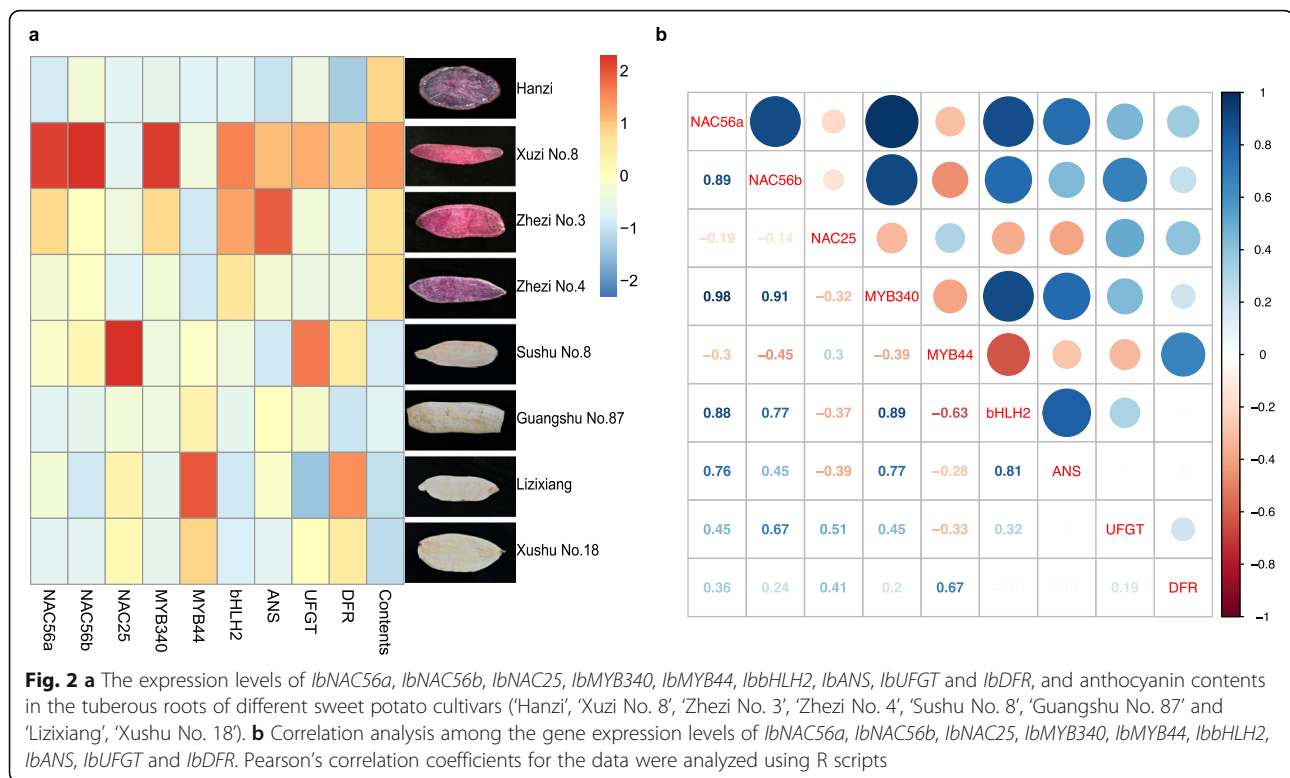 a
2
1
0
−1
−2
Hanzi
Xuzi No.8
Zhezi No.3
Zhezi No.4
Sushu No.8
Guangshu No.87
Lizixiang
Xushu No.18
NAC56a
NAC56b
NAC25
MYB340
MYB44
bHLH2
ANS
UFGT
DFR
Contents
b
NAC56a
0.89 NAC56b
−0.19 −0.14 NAC25
0.98 0.91 −0.32 MYB340
−0.3 −0.45 0.3 −0.39 MYB44
0.88 0.77 −0.37 0.89 −0.63 bHLH2
0.76 0.45 −0.39 0.77 −0.28 0.81 ANS
0.45 0.67 0.51 0.45 −0.33 0.32 UFGT
0.36 0.24 0.41 0.2 0.67 0.19 DFR
1
0.8
0.6
0.4
0.2
0
−0.2
−0.4
−0.6
−0.8
−1
Fig. 2 a The expression levels of IbNAC56a, IbNAC56b, IbNAC25, IbMYB340, IbMYB44, IbbHLH2, IbANS, IbUFGT and IbDFR, and anthocyanin contents
in the tuberous roots of different sweet potato cultivars (‘Hanzi’, ‘Xuzi No. 8’, ‘Zhezi No. 3’, ‘Zhezi No. 4’, ‘Sushu No. 8’, ‘Guangshu No. 87’ and
‘Lizixiang’, ‘Xushu No. 18’). b Correlation analysis among the gene expression levels of IbNAC56a, IbNAC56b, IbNAC25, IbMYB340, IbMYB44, IbbHLH2,
IbANS, IbUFGT and IbDFR. Pearson’s correlation coefficients for the data were analyzed using R scripts